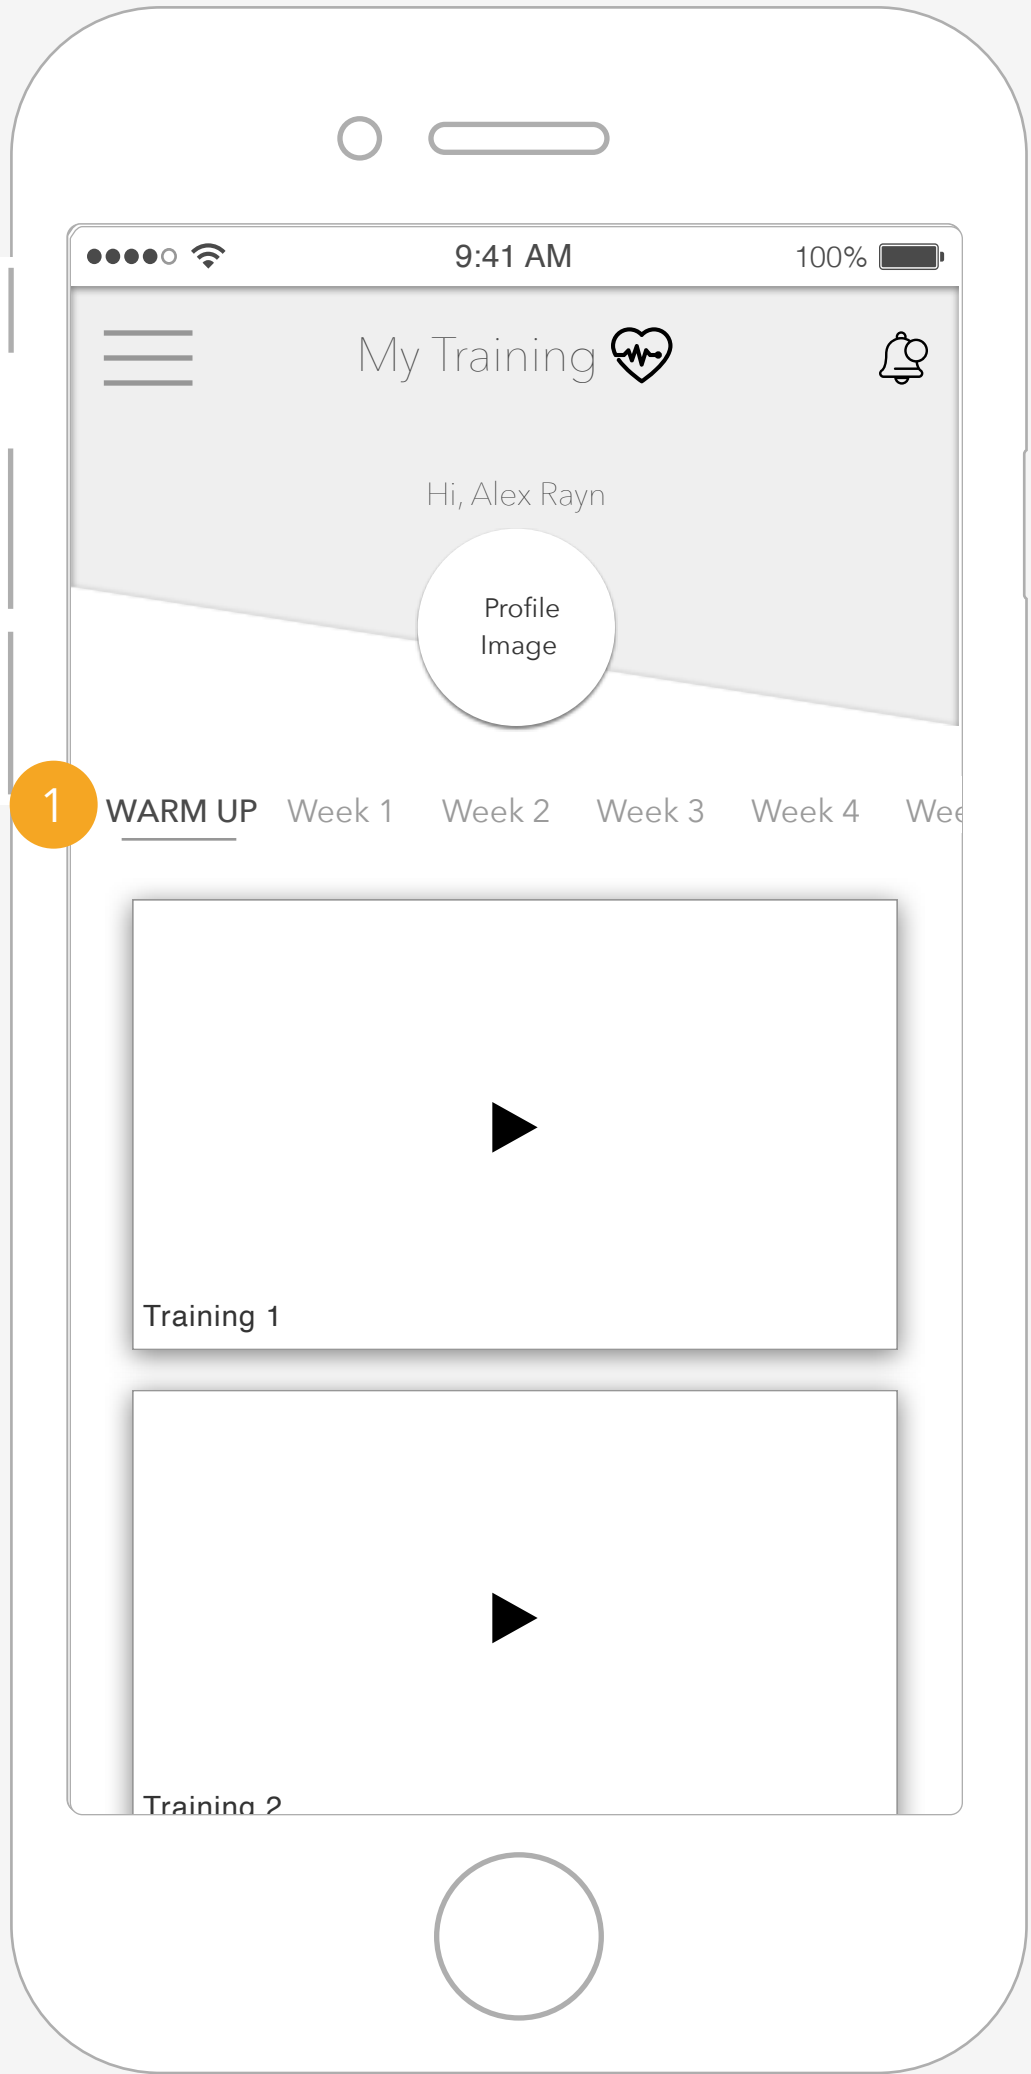 9:41 AM 100%
My Training
Hi, Alex Rayn
Profile
Image
1 WARM UP Week 1 Week 2 Week 3 Week 4 Wee
Training 1
Training 2